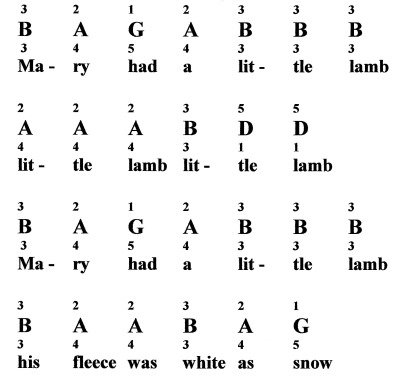 3 2 1 2 3 3 3
B A G A B B B
3 4 5 4 3 3 3
Ma - ry had a lit - tle lamb
2 2 2 3 5 5
A A A B D D
4 4 4 3 1 1
lit - tle lamb lit - tle lamb
3 2 1 2 3 3 3
B A G A B B B
3 4 5 4 3 3 3
Ma - ry had a lit - tle lamb
3 2 2 3 2 1
B A A B A G
3 4 4 3 4 5
his fleece was white as snow